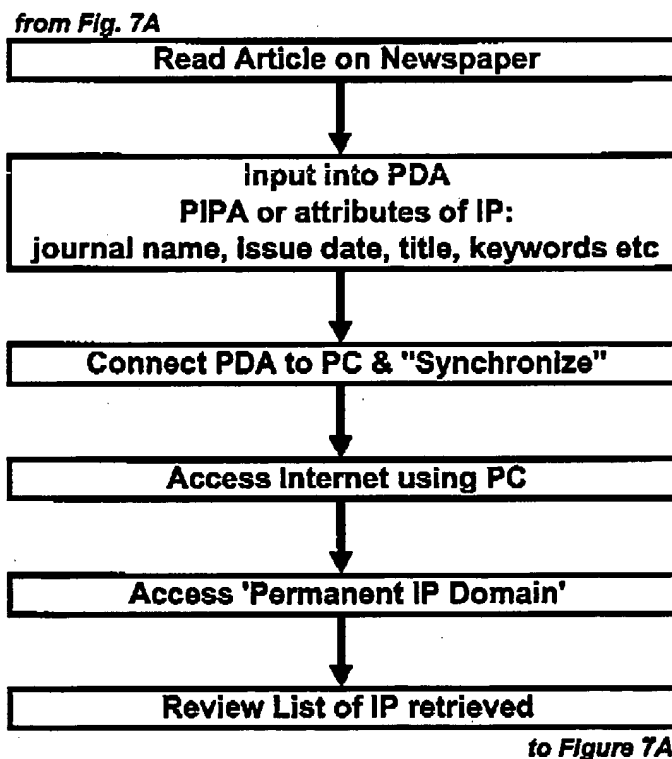 from Fig. 7A
Read Article on Newspaper
Input into PDA
PIPA or attributes of IP:
journal name, issue date, title, keywords etc
Connect PDA to PC & "Synchronize"
Access Internet using PC
Access 'Permanent IP Domain'
Review List of IP retrieved
to Figure 7A